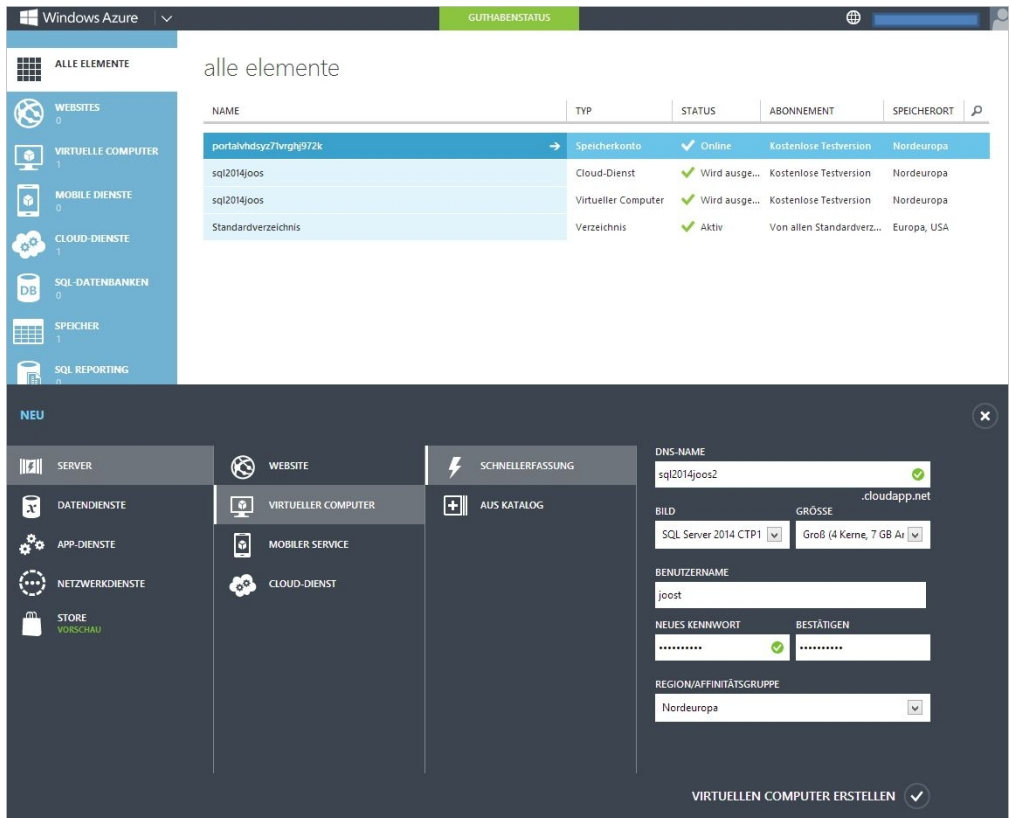 Windows Azure
GUTHABENSTATUS
ALLE ELEMENTE
WEBSITES
0
VIRTUELLE COMPUTER
1
MOBILE DIENSTE
0
CLOUD-DIENSTE
1
SQL-DATENBANKEN
0
DB
SPEICHER
1
SQL REPORTING
0
alle elemente
NAME TYP STATUS ABONNEMENT SPEICHERORT
portalvhdsyz71vrghj972k Speicherkonto Online Kostenlose Testversion Nordeuropa
sql2014joos Cloud-Dienst Wird ausge... Kostenlose Testversion Nordeuropa
sql2014joos Virtueller Computer Wird ausge... Kostenlose Testversion Nordeuropa
Standardverzeichnis Verzeichnis Aktiv Von allen Standardverz... Europa, USA
NEU
SERVER
DATENDIENSTE
APP-DIENSTE
NETZWERKDIENSTE
STORE
VORSCHAU
WEBSITE
VIRTUELLER COMPUTER
MOBILER SERVICE
CLOUD-DIENST
SCHNELLERFASSUNG
AUS KATALOG
DNS-NAME
sql2014joos2
.cloudapp.net
BILD GRÖSSE
SQL Server 2014 CTP1 Groß (4 Kerne, 7 GB Ar
BENUTZERNAME
joost
NEUES KENNWORT BESTÄTIGEN
•••••••••• ••••••••••
REGION/AFFINITÄTSGRUPPE
Nordeuropa
VIRTUELLEN COMPUTER ERSTELLEN